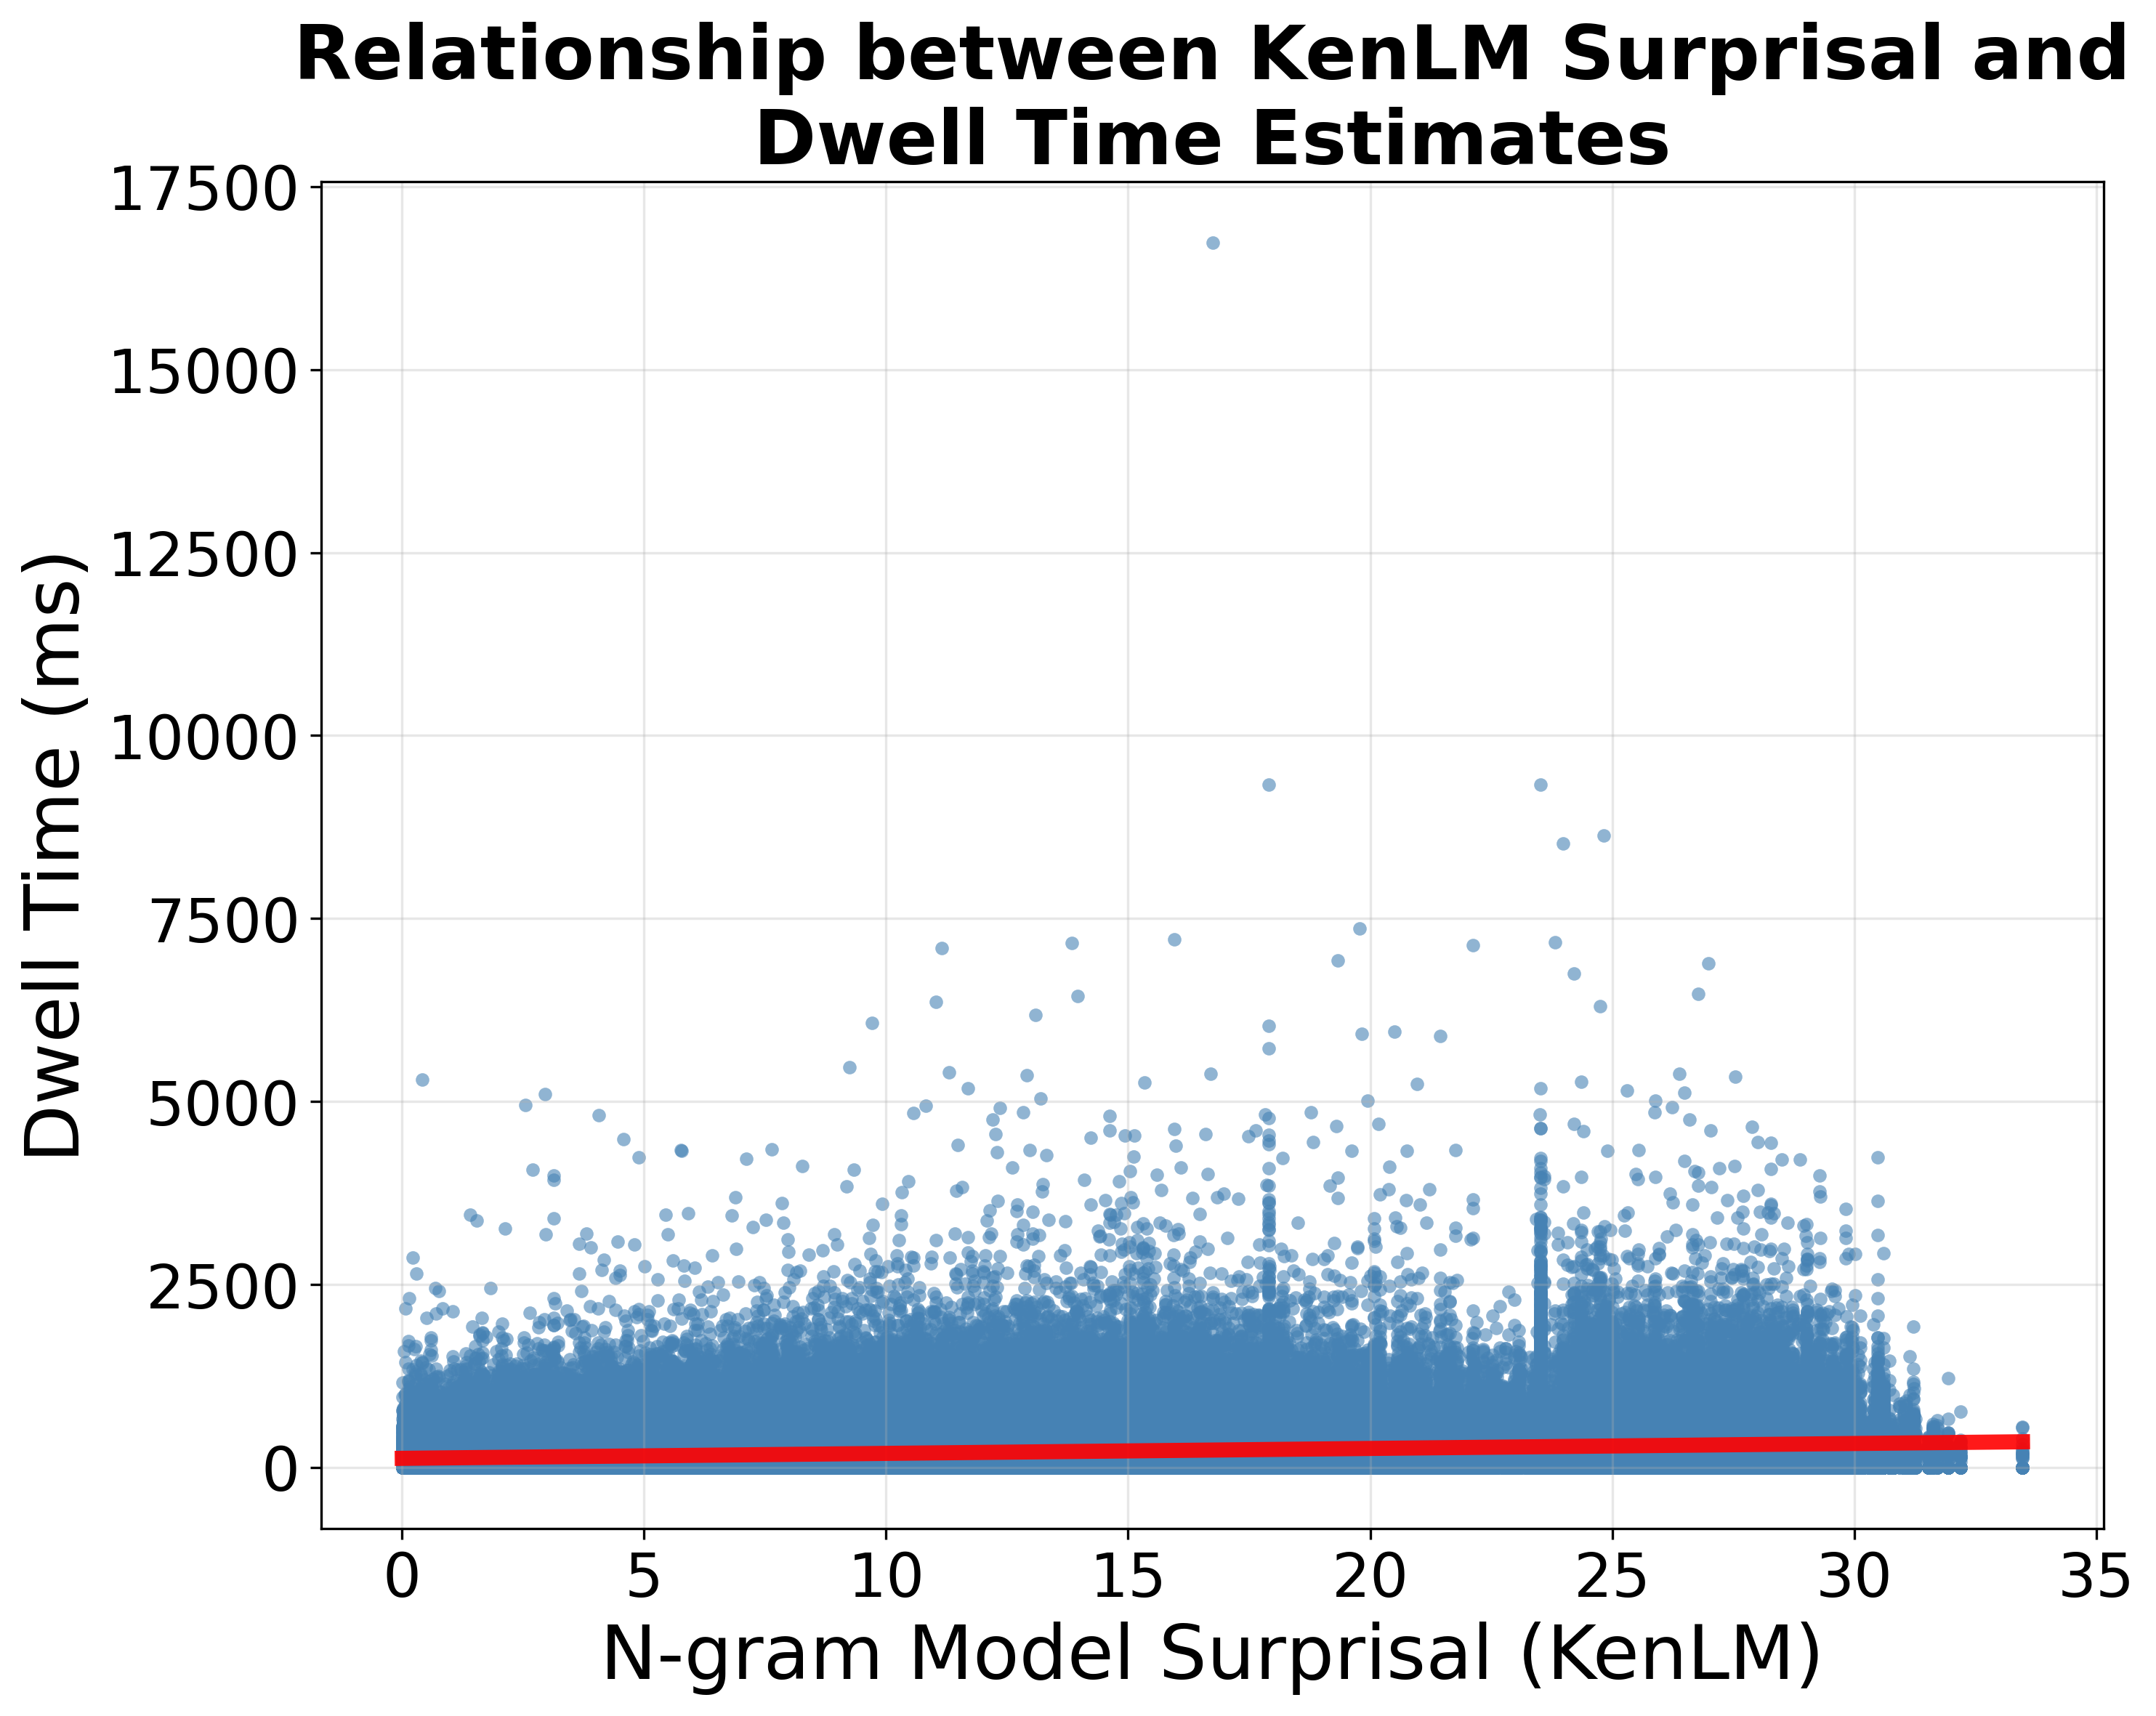 Relationship between KenLM Surprisal and
Dwell Time Estimates
17500
15000
12500
10000
7500
5000
2500
0
Dwell Time (ms)
0 5 10 15 20 25 30 35
N-gram Model Surprisal (KenLM)